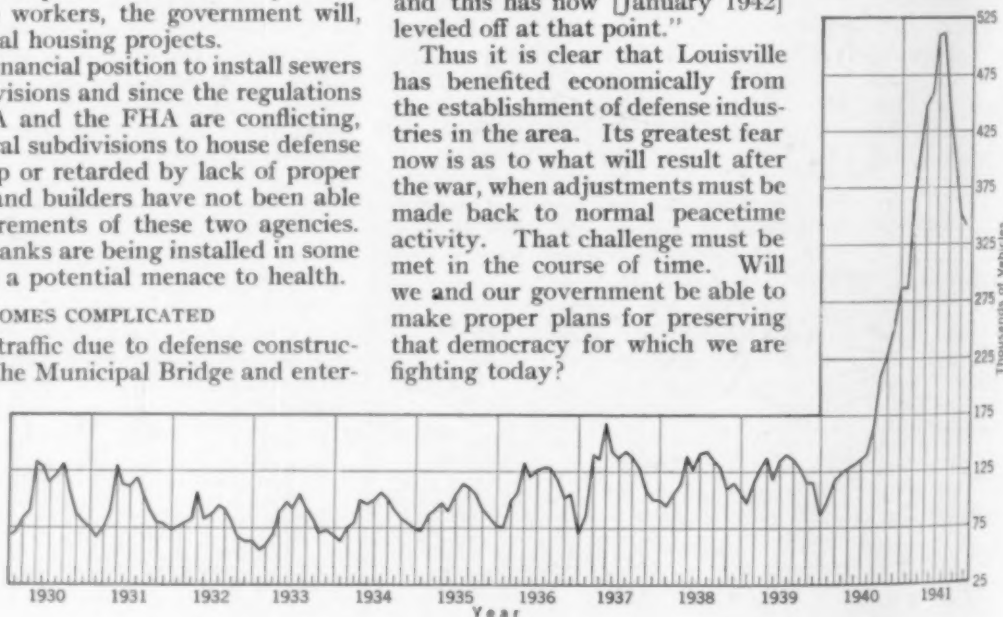 workers, the government will,
al housing projects.
nancial position to install sewers
visions and since the regulations
A and the FHA are conflicting,
al subdivisions to house defense
p or retarded by lack of proper
and builders have not been able
rements of these two agencies.
anks are being installed in some
a potential menace to health.
OMES COMPLICATED
traffic due to defense construc-
he Municipal Bridge and enter-
and this has now [January 1942]
leveled off at that point.”
Thus it is clear that Louisville
has benefited economically from
the establishment of defense indus-
tries in the area. Its greatest fear
now is as to what will result after
the war, when adjustments must be
made back to normal peacetime
activity. That challenge must be
met in the course of time. Will
we and our government be able to
make proper plans for preserving
that democracy for which we are
fighting today?
525
475
425
375
325
275
225
175
125
75
25
Thousands of Vehicles
1930 1931 1932 1933 1934 1935 1936 1937 1938 1939 1940 1941
Year